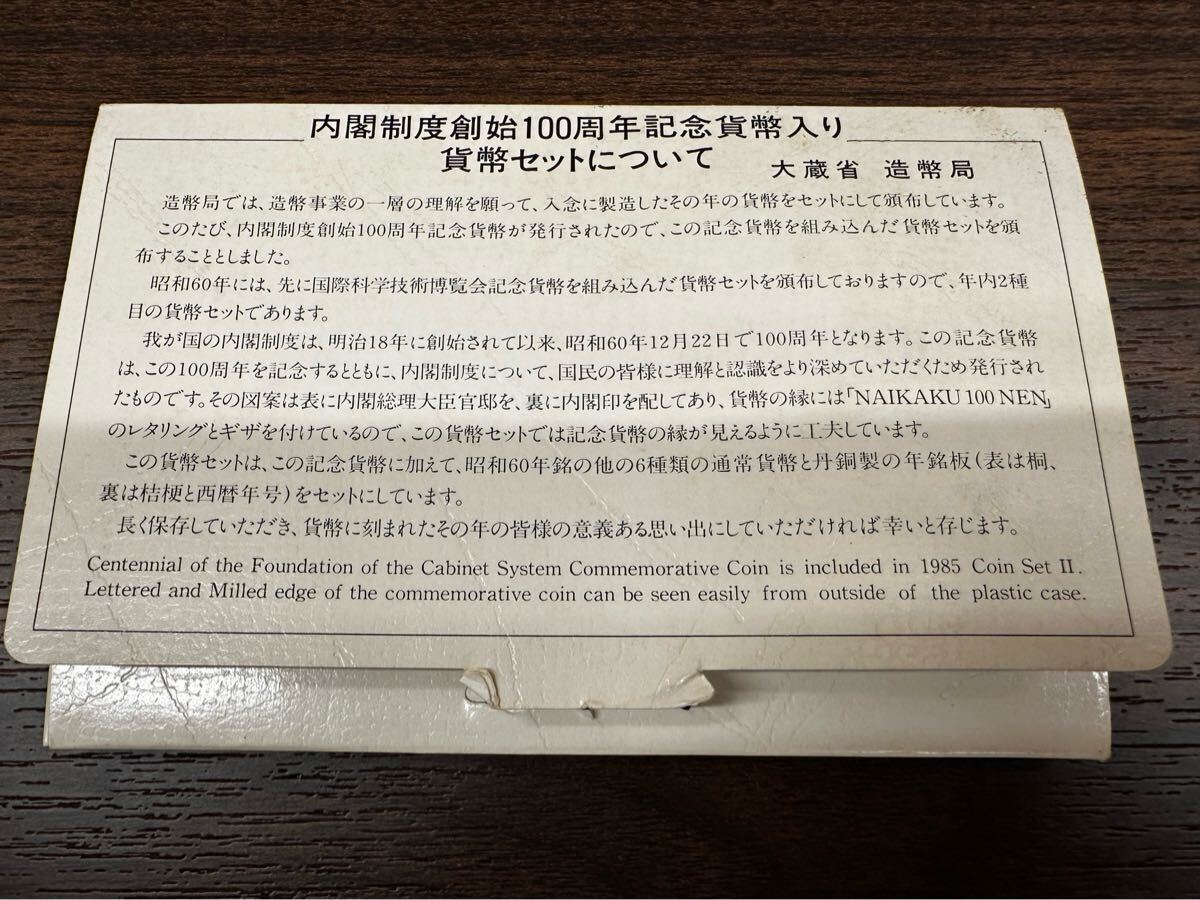 内閣制度創始100周年記念貨幣入り
貨幣セットについて 大蔵省 造幣局
造幣局では、造幣事業の一層の理解を願って、入念に製造したその年の貨幣をセットにして頒布しています。
このたび、内閣制度創始100周年記念貨幣が発行されたので、この記念貨幣を組み込んだ貨幣セットを頒
布することとしました。
昭和60年には、先に国際科学技術博覧会記念貨幣を組み込んだ貨幣セットを頒布しておりますので、年内2種
目の貨幣セットであります。
我が国の内閣制度は、明治18年に創始されて以来、昭和60年12月22日で100周年となります。この記念貨幣
は、この100周年を記念するとともに、内閣制度について、国民の皆様に理解と認識をより深めていただくため発行され
たものです。その図案は表に内閣総理大臣官邸を、裏に内閣印を配してあり、貨幣の縁には「NAIKAKU 100 NEN」
のレタリングとギザを付けているので、この貨幣セットでは記念貨幣の縁が見えるように工夫しています。
この貨幣セットは、この記念貨幣に加えて、昭和60年銘の他の6種類の通常貨幣と丹銅製の年銘板(表は桐、
裏は桔梗と西暦年号)をセットにしています。
長く保存していただき、貨幣に刻まれたその年の皆様の意義ある思い出にしていただければ幸いと存じます。
Centennial of the Foundation of the Cabinet System Commemorative Coin is included in 1985 Coin Set II.
Lettered and Milled edge of the commemorative coin can be seen easily from outside of the plastic case.